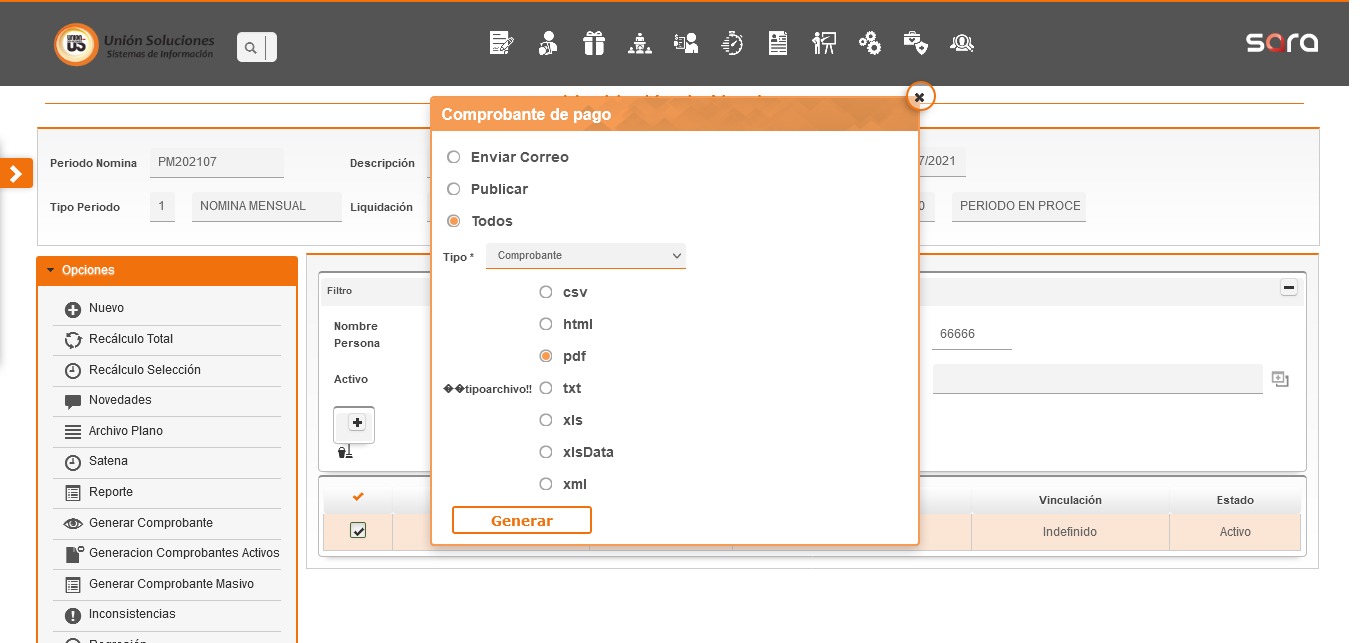 Unión Soluciones
Sistemas de Información
sara
Comprobante de pago
Enviar Correo
Publicar
Todos
Tipo * Comprobante
csv
html
pdf
��tipoarchivo!! txt
xls
xlsData
xml
Generar
Periodo Nomina PM202107 Descripción 7/2021
Tipo Periodo 1 NOMINA MENSUAL Liquidación PERIODO EN PROCE
Opciones
Nuevo
Recálculo Total
Recálculo Selección
Novedades
Archivo Plano
Satena
Reporte
Generar Comprobante
Generacion Comprobantes Activos
Generar Comprobante Masivo
Inconsistencias
Filtro
Nombre
Persona
66666
Activo
Vinculación Estado
Indefinido Activo